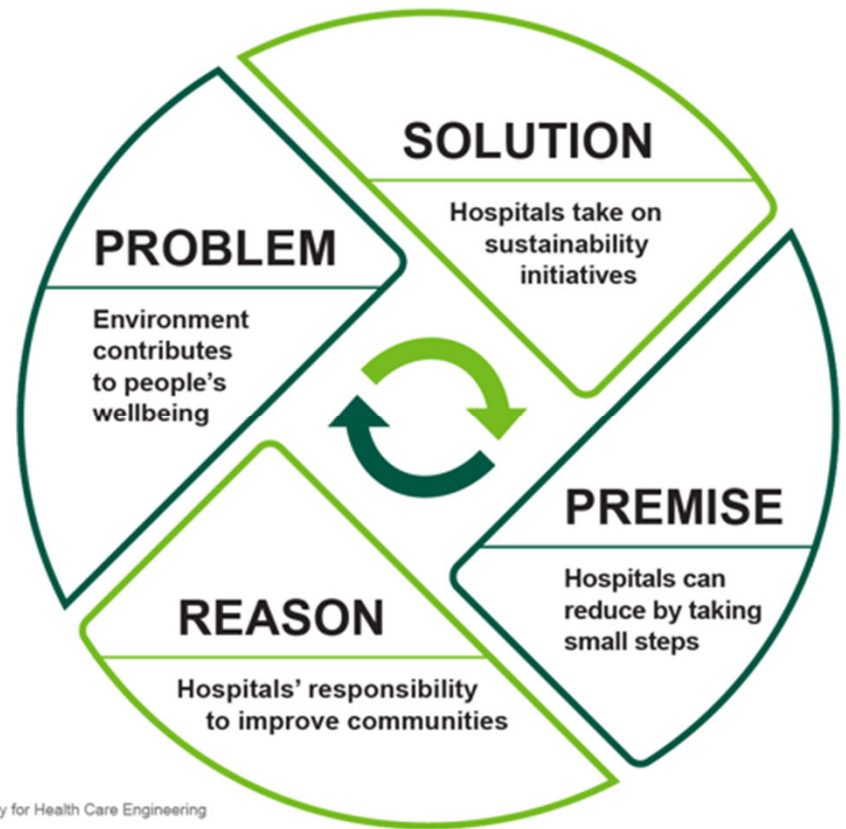 SOLUTION
Hospitals take on
sustainability
initiatives
PROBLEM
Environment
contributes
to people’s
wellbeing
PREMISE
Hospitals can
reduce by taking
small steps
REASON
Hospitals’ responsibility
to improve communities
y for Health Care Engineering